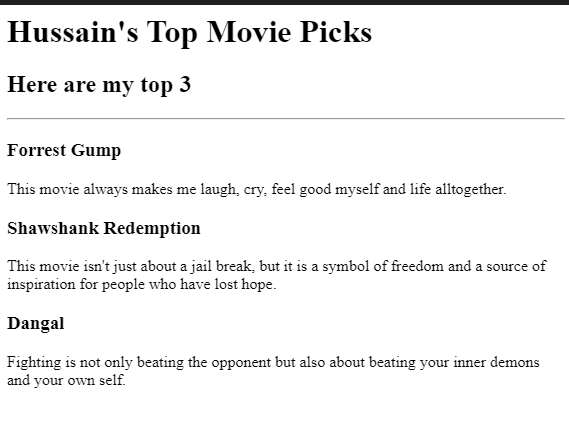 Hussain's Top Movie Picks
Here are my top 3
Forrest Gump
This movie always makes me laugh, cry, feel good myself and life alltogether.
Shawshank Redemption
This movie isn't just about a jail break, but it is a symbol of freedom and a source of
inspiration for people who have lost hope.
Dangal
Fighting is not only beating the opponent but also about beating your inner demons
and your own self.